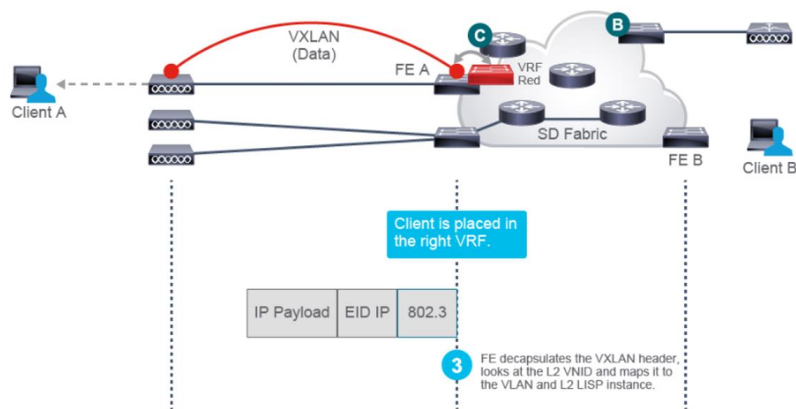 VXLAN
(Data)
C
B
FE A
VRF
Red
Client A
SD Fabric
FE B
Client B
Client is placed in
the right VRF.
IP Payload EID IP 802.3
3
FE decapsulates the VXLAN header,
looks at the L2 VNID and maps it to
the VLAN and L2 LISP instance.